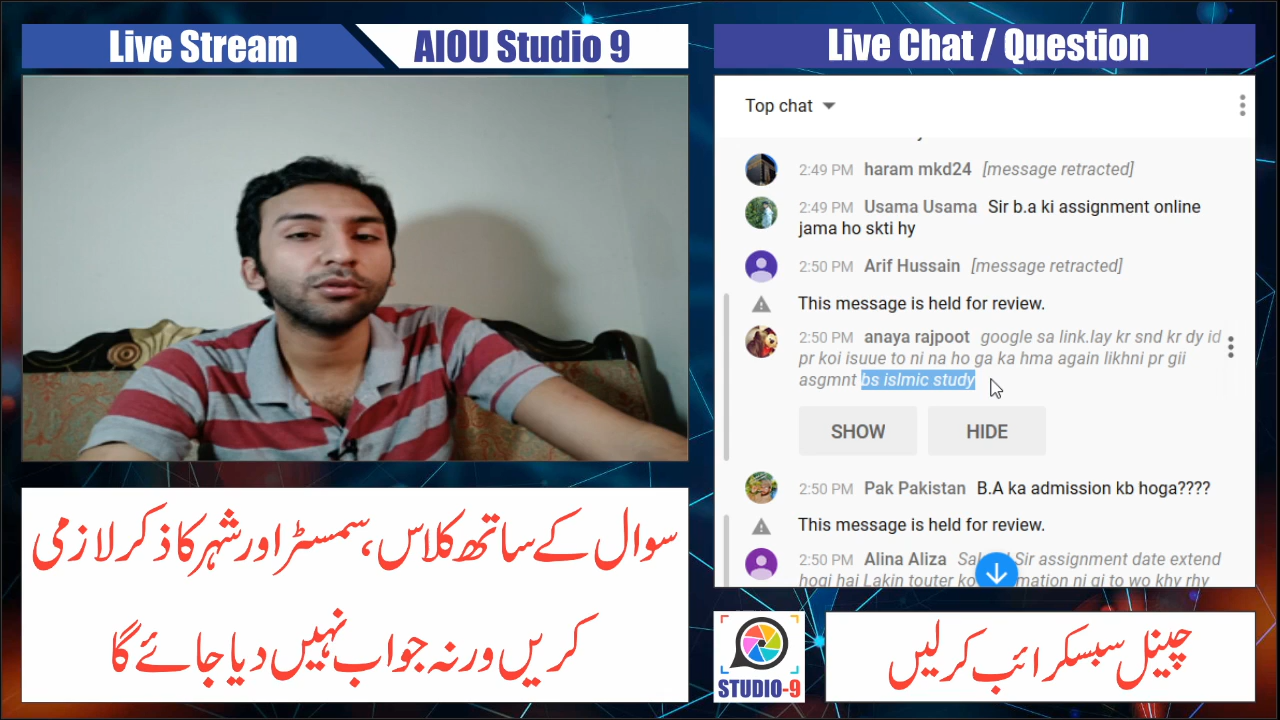 Live Stream
AIOU Studio 9
سوال کے ساتھ کلاس، سمسٹر اور شہر کا ذکر لازمی
کریں ورنہ جواب نہیں دیا جائے گا
Live Chat / Question
Top chat
2:49 PM haram mkd24 [message retracted]
2:49 PM Usama Usama Sir b.a ki assignment online
jama ho skti hy
2:50 PM Arif Hussain [message retracted]
This message is held for review.
2:50 PM anaya rajpoot google sa link.lay kr snd kr dy id
pr koi isuue to ni na ho ga ka hma again likhni pr gii
asgmnt bs islmic study
SHOW HIDE
2:50 PM Pak Pakistan B.A ka admission kb hoga????
This message is held for review.
2:50 PM Alina Aliza Sir assignment date extend
hogi hai Lakin touter ko ni gi to wo khy rhy
STUDIO-9
چینل سبسکرائب کرلیں